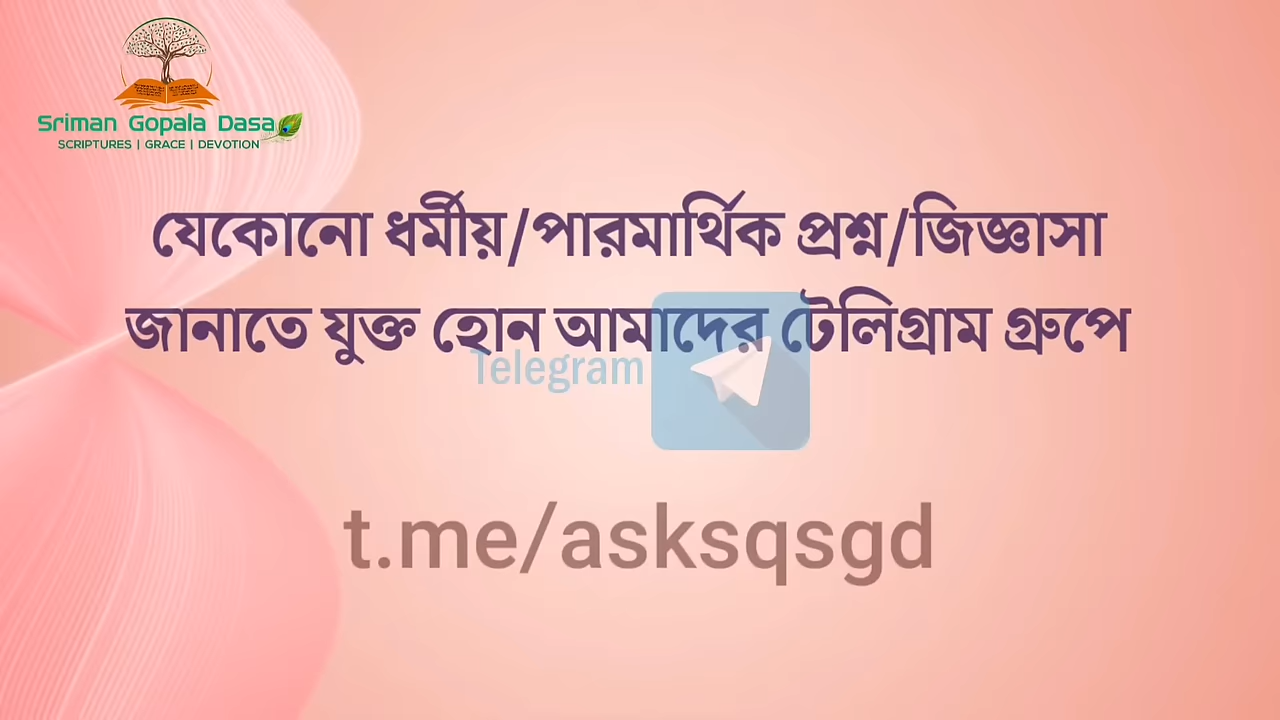 Sriman Gopala Dasa
SCRIPTURES | GRACE | DEVOTION
যেকোনো ধর্মীয়/পারমার্থিক প্রশ্ন/জিজ্ঞাসা
জানাতে যুক্ত হোন আমাদের টেলিগ্রাম গ্রুপে
Telegram
t.me/asksqsgd